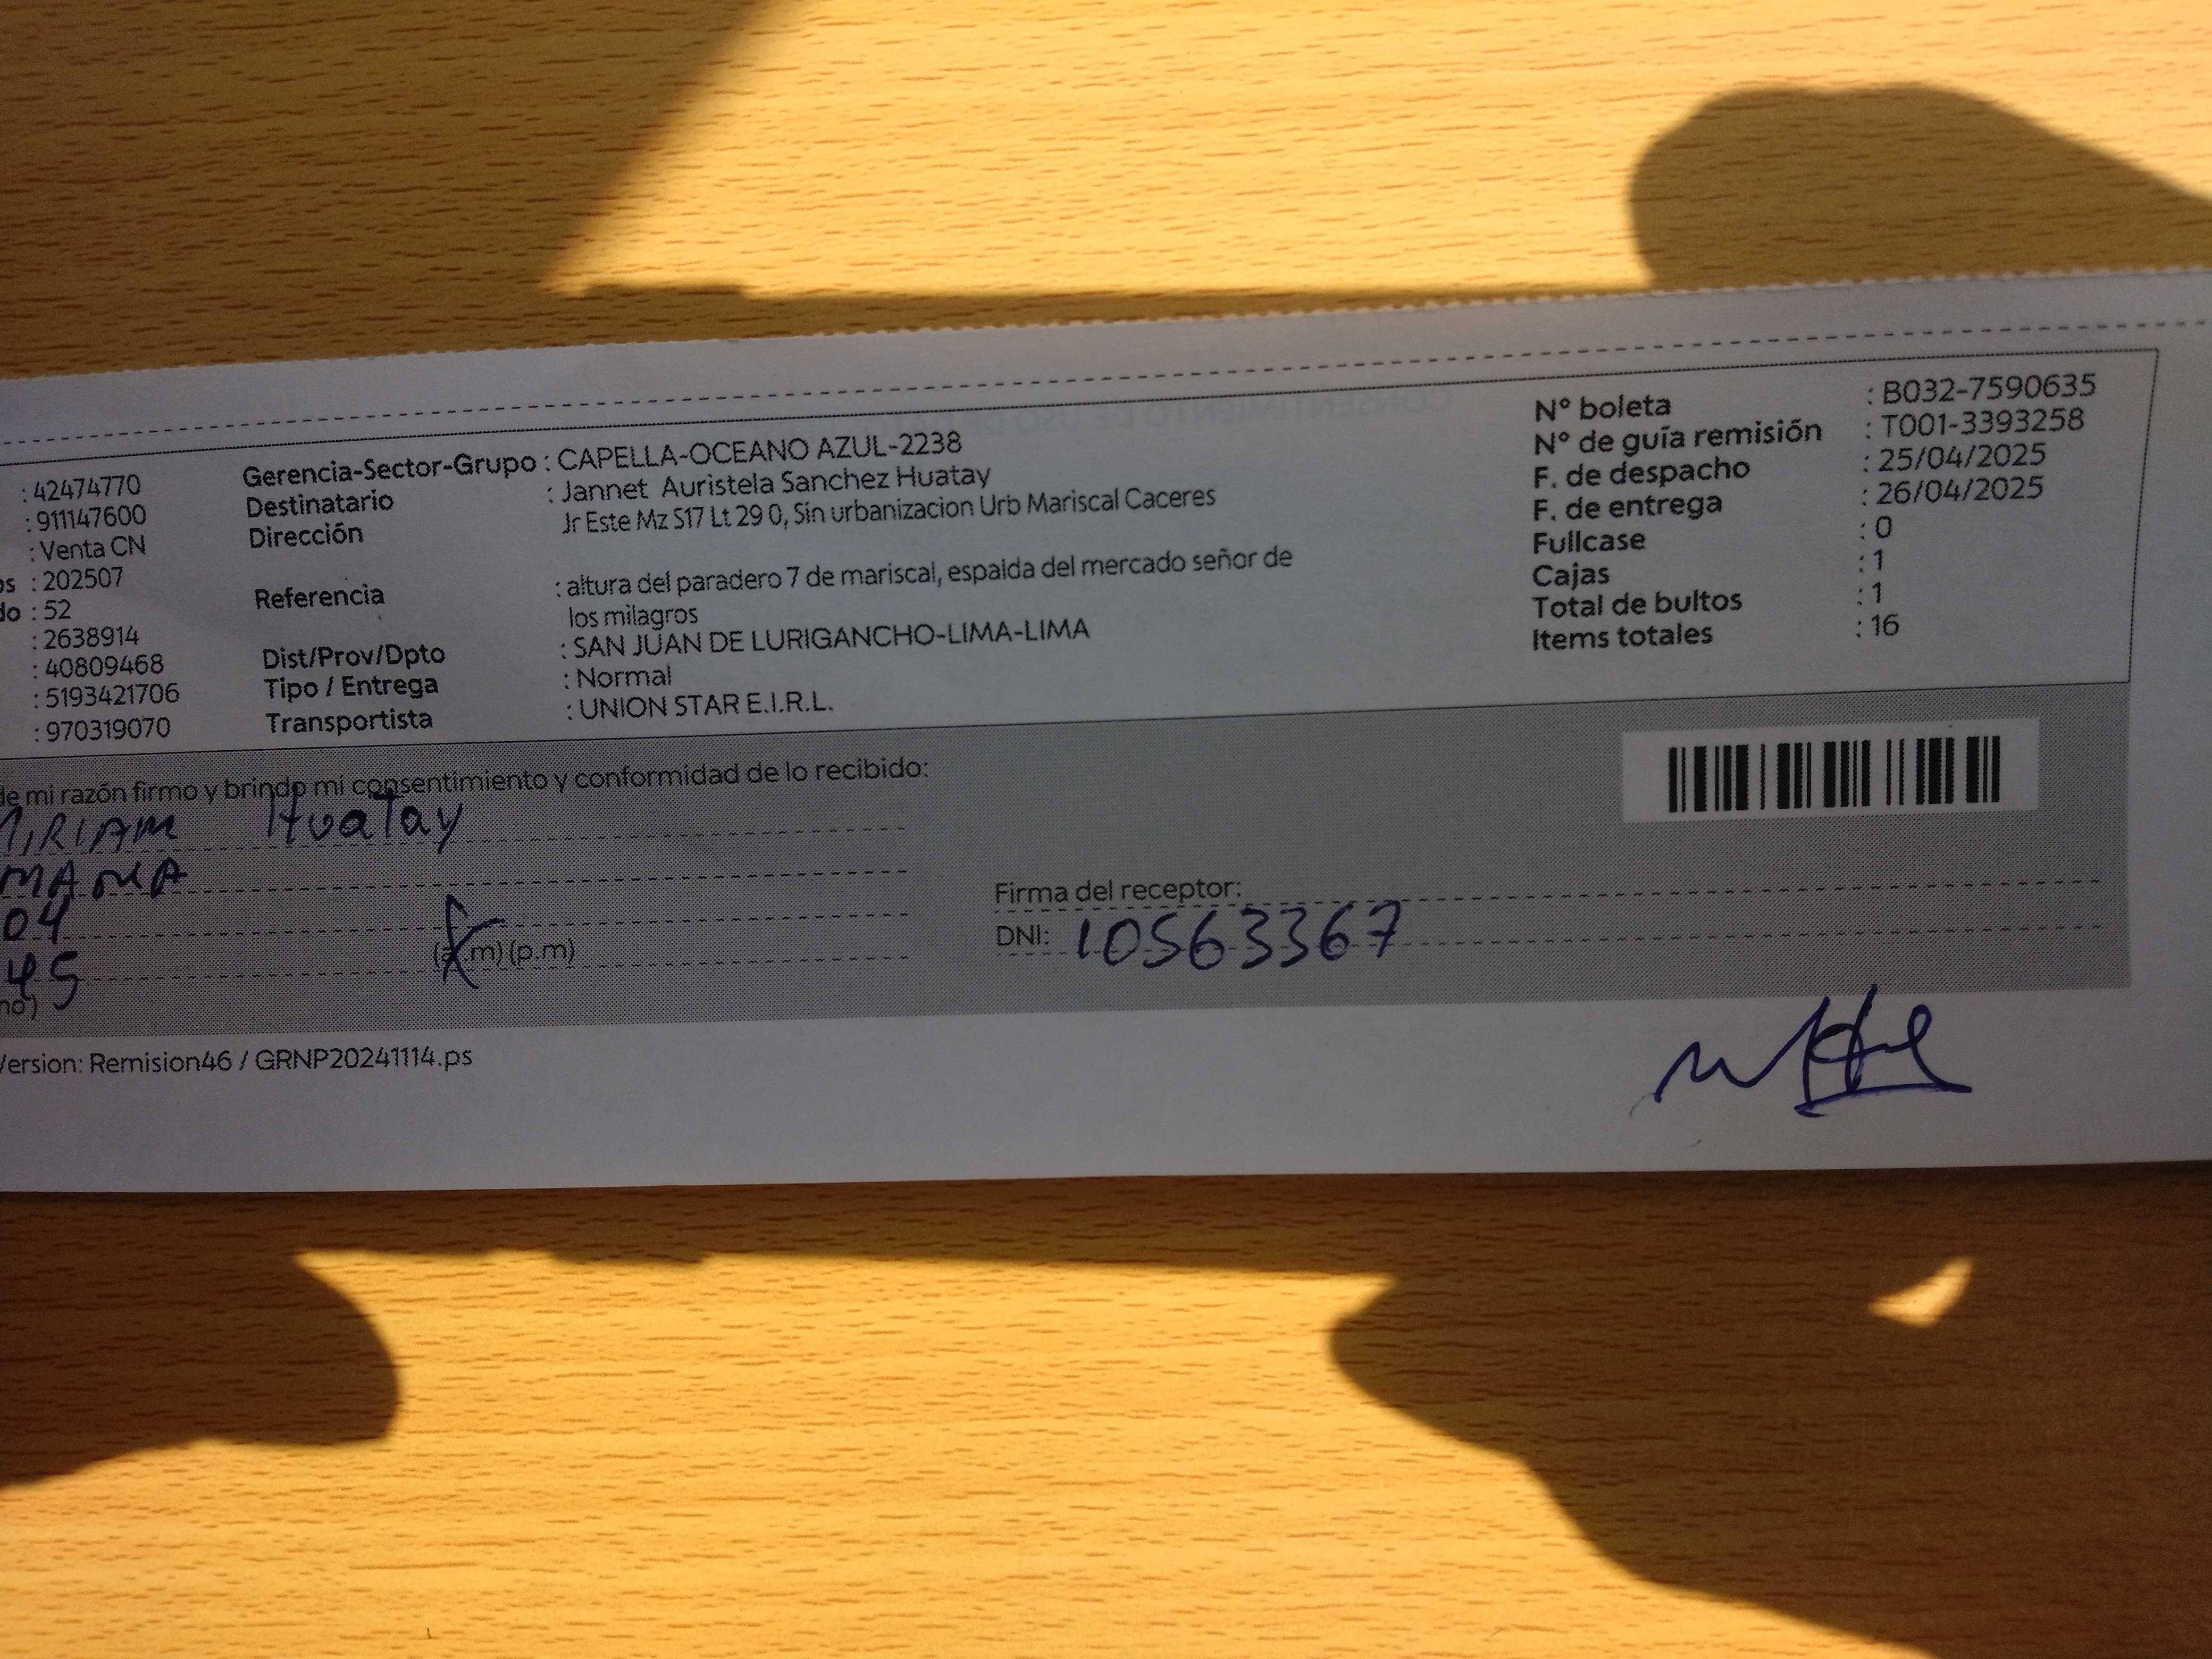 : 42474770
: 911147600
: Venta CN
os : 202507
do : 52
: 2638914
: 40809468
: 5193421706
: 970319070
Gerencia-Sector-Grupo : CAPELLA-OCEANO AZUL-2238
Destinatario : Jannet Auristela Sanchez Huatay
Dirección Jr Este Mz S17 Lt 29 0, Sin urbanizacion Urb Mariscal Caceres
Referencia : altura del paradero 7 de mariscal, espalda del mercado señor de
los milagros
Dist/Prov/Dpto : SAN JUAN DE LURIGANCHO-LIMA-LIMA
Tipo / Entrega : Normal
Transportista : UNION STAR E.I.R.L.
N° boleta : B032-7590635
N° de guía remisión : T001-3393258
F. de despacho : 25/04/2025
F. de entrega : 26/04/2025
Fullcase : 0
Cajas : 1
Total de bultos : 1
Items totales : 16
de mi razón firmo y brindo mi consentimiento y conformidad de lo recibido:
MIRIAM Huatay
04
45 (a.m) (p.m)
no)
Firma del receptor:
DNI: 10563367
Version: Remision46 / GRNP20241114.ps